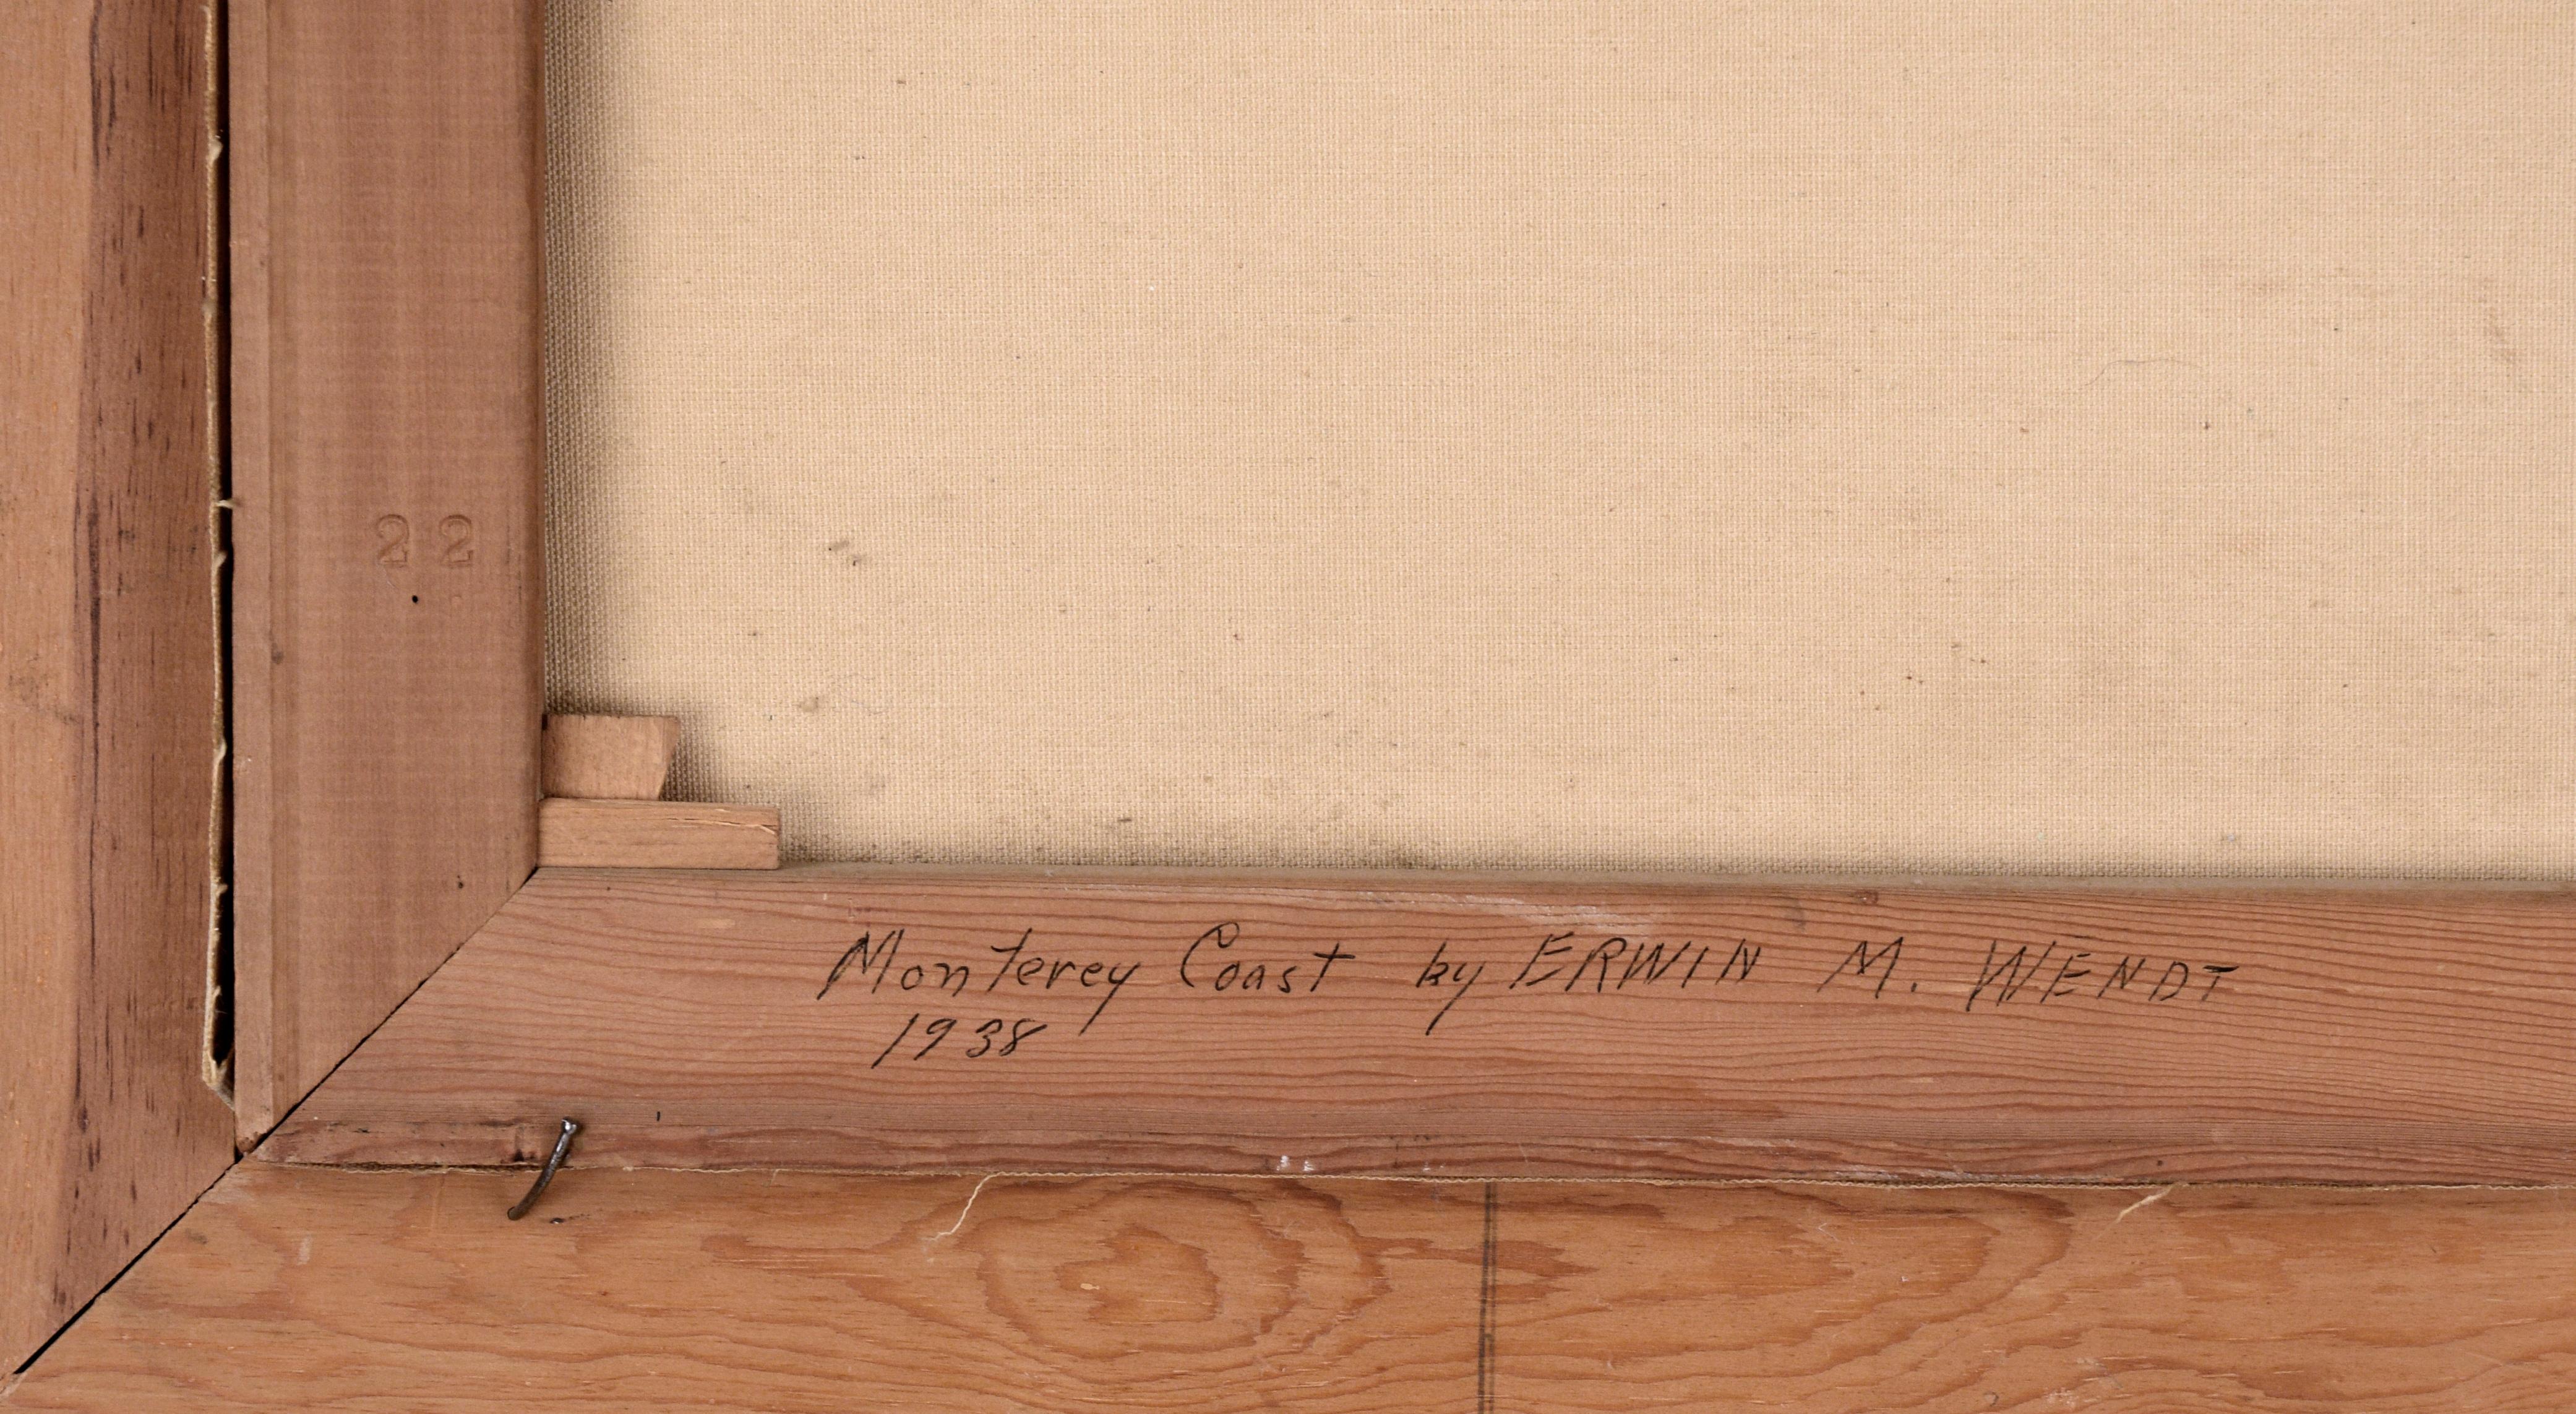 22
Monterey Coast by ERWIN M. WENDT
1938